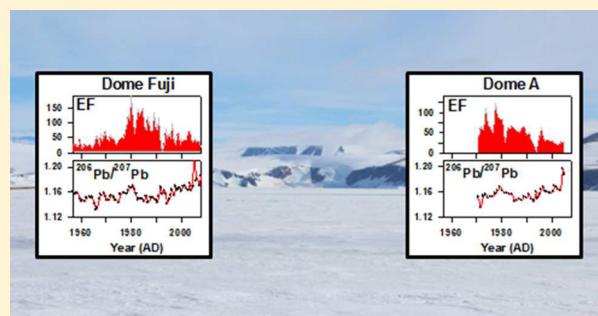 Dome Fuji
EF
150
100
50
0
206Pb/207Pb
1.20
1.16
1.12
1960 1980 2000
Year (AD)
Dome A
EF
100
50
0
206Pb/207Pb
1.20
1.16
1.12
1960 1980 2000
Year (AD)